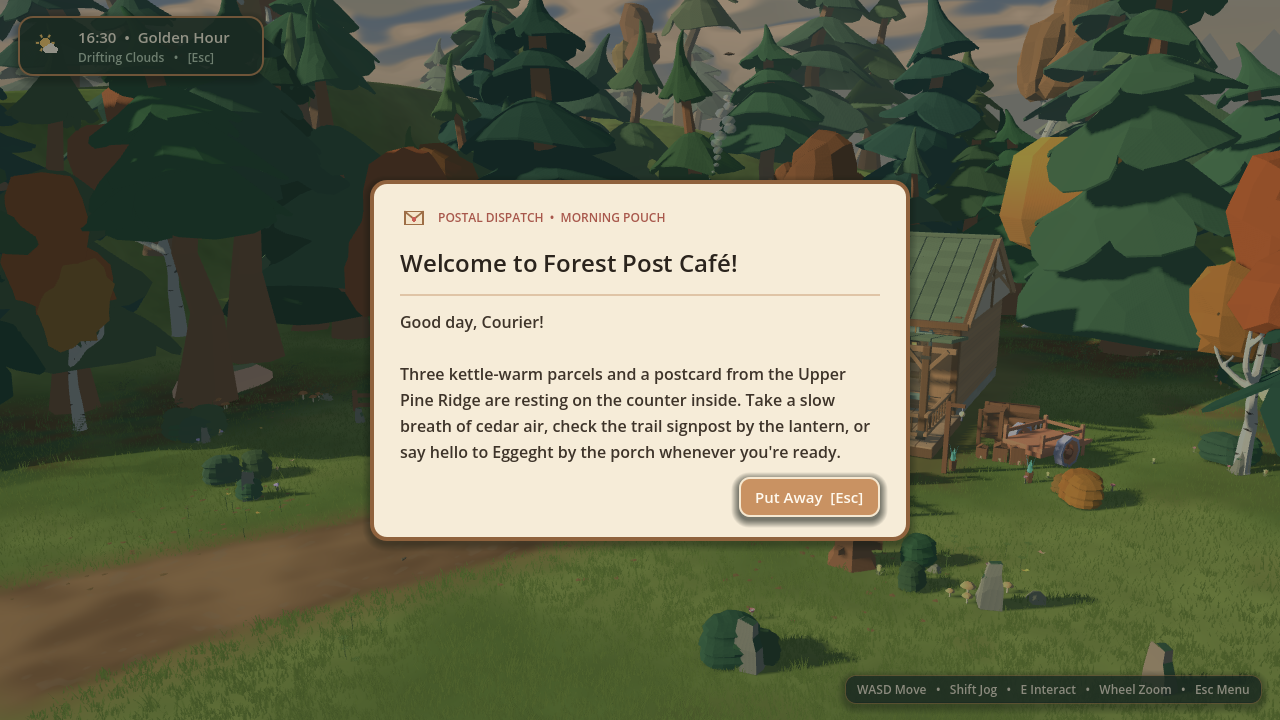 16:30 • Golden Hour
Drifting Clouds • [Esc]
POSTAL DISPATCH • MORNING POUCH
Welcome to Forest Post Café!
Good day, Courier!
Three kettle-warm parcels and a postcard from the Upper
Pine Ridge are resting on the counter inside. Take a slow
breath of cedar air, check the trail signpost by the lantern, or
say hello to Eggeght by the porch whenever you're ready.
Put Away [Esc]
WASD Move • Shift Jog • E Interact • Wheel Zoom • Esc Menu